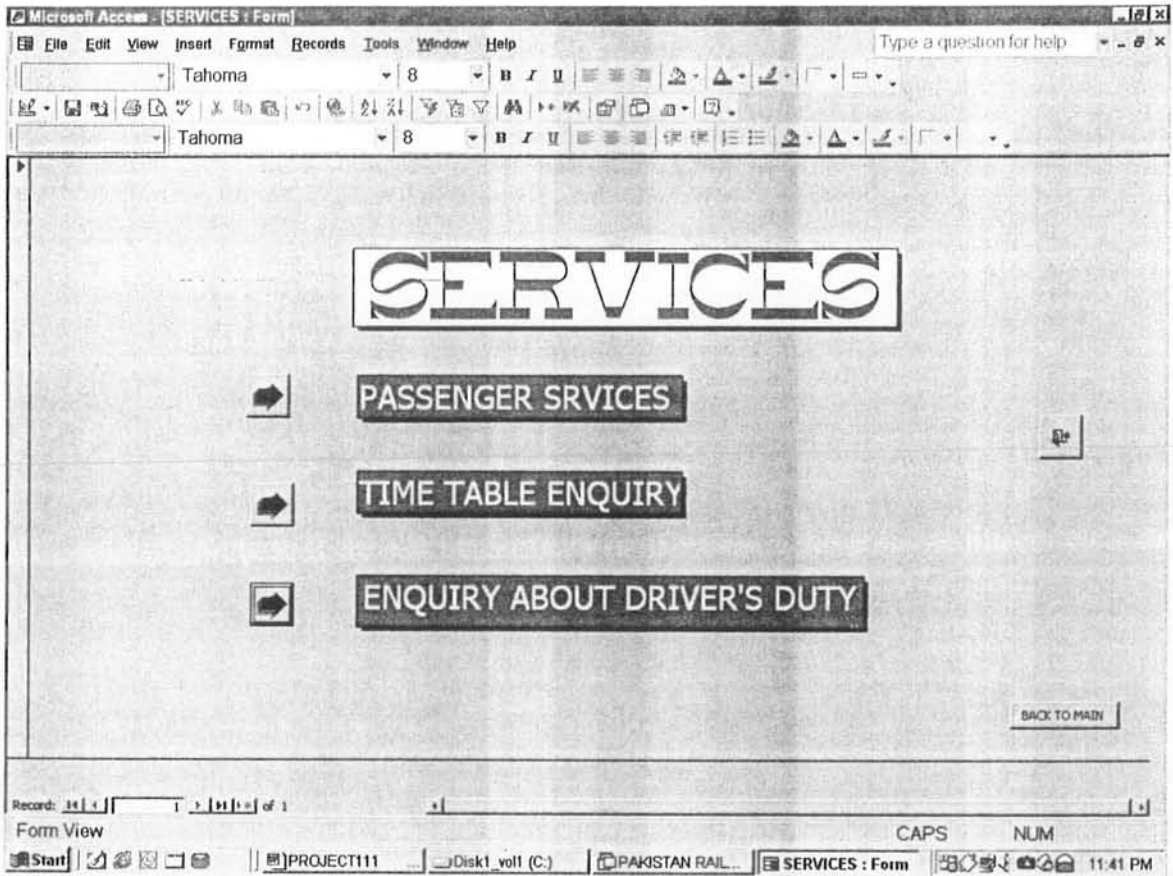 Microsoft Access - [SERVICES : Form]
File Edit View Insert Format Records Tools Window Help Type a question for help
Tahoma 8 B I U
Tahoma 8 B I U
SERVICES
PASSENGER SRVICES
TIME TABLE ENQUIRY
ENQUIRY ABOUT DRIVER'S DUTY
BACK TO MAIN
Record: 1 of 1
Form View CAPS NUM
Start PROJECT111 ... Disk1_vol1 (C:) PAKISTAN RAIL... SERVICES : Form 11:41 PM